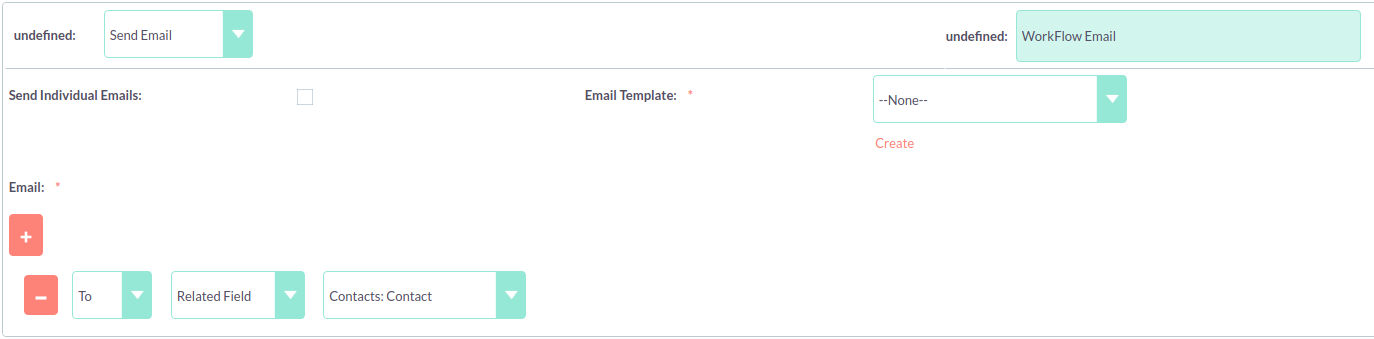 undefined: Send Email undefined: WorkFlow Email
Send Individual Emails: Email Template: * --None--
Create
Email: *
+
- To Related Field Contacts: Contact